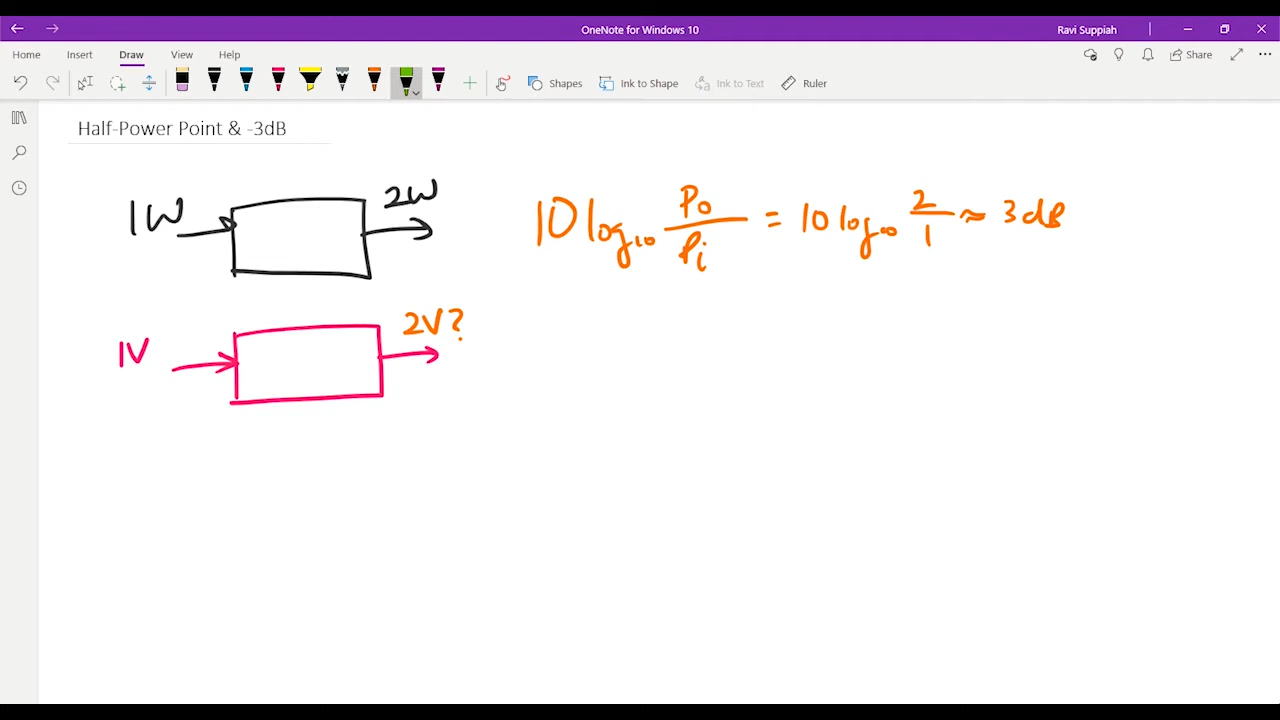 OneNote for Windows 10
Ravi Suppiah
Home Insert Draw View Help
Share
Shapes Ink to Shape Ink to Text Ruler
Half-Power Point & -3dB
1W
2W
10 log10 Po/Pi = 10 log10 2/1 ≈ 3dB
1V
2V?